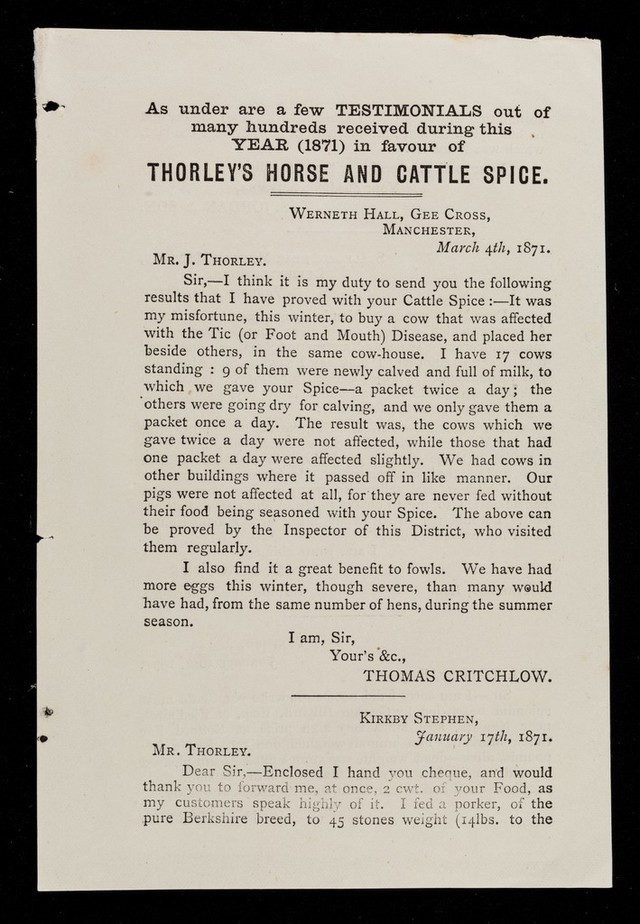 As under are a few TESTIMONIALS out of
many hundreds received during this
YEAR (1871) in favour of
THORLEY'S HORSE AND CATTLE SPICE.
WERNETH HALL, GEE CROSS,
MANCHESTER,
March 4th, 1871.
MR. J. THORLEY.
Sir,—I think it is my duty to send you the following
results that I have proved with your Cattle Spice :—It was
my misfortune, this winter, to buy a cow that was affected
with the Tic (or Foot and Mouth) Disease, and placed her
beside others, in the same cow-house. I have 17 cows
standing : 9 of them were newly calved and full of milk, to
which we gave your Spice—a packet twice a day; the
others were going dry for calving, and we only gave them a
packet once a day. The result was, the cows which we
gave twice a day were not affected, while those that had
one packet a day were affected slightly. We had cows in
other buildings where it passed off in like manner. Our
pigs were not affected at all, for they are never fed without
their food being seasoned with your Spice. The above can
be proved by the Inspector of this District, who visited
them regularly.
I also find it a great benefit to fowls. We have had
more eggs this winter, though severe, than many would
have had, from the same number of hens, during the summer
season.
I am, Sir,
Your's &c.,
THOMAS CRITCHLOW.
KIRKBY STEPHEN,
January 17th, 1871.
MR. THORLEY.
Dear Sir,—Enclosed I hand you cheque, and would
thank you to forward me, at once, 2 cwt. of your Food, as
my customers speak highly of it. I fed a porker, of the
pure Berkshire breed, to 45 stones weight (14lbs. to the